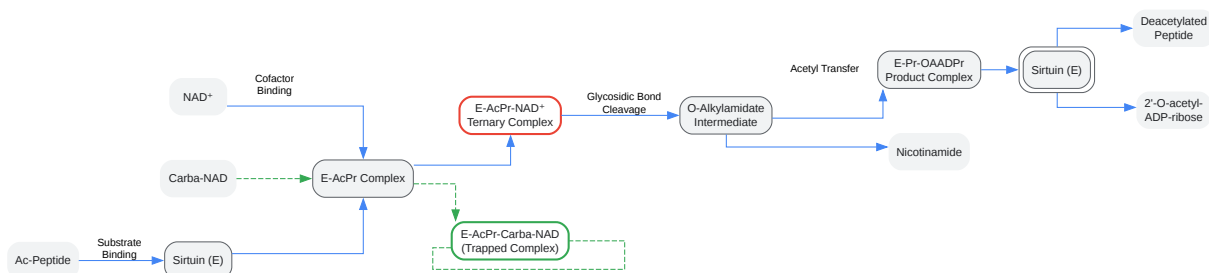 Deacetylated
Peptide
E-Pr-OAADPr
Product Complex
Sirtuin (E)
Acetyl Transfer
Cofactor
Binding
NAD⁺
Glycosidic Bond
Cleavage
E-AcPr-NAD⁺
Ternary Complex
O-Alkylamidate
Intermediate
2'-O-acetyl-
ADP-ribose
Nicotinamide
Carba-NAD
E-AcPr Complex
E-AcPr-Carba-NAD
(Trapped Complex)
Substrate
Binding
Ac-Peptide
Sirtuin (E)